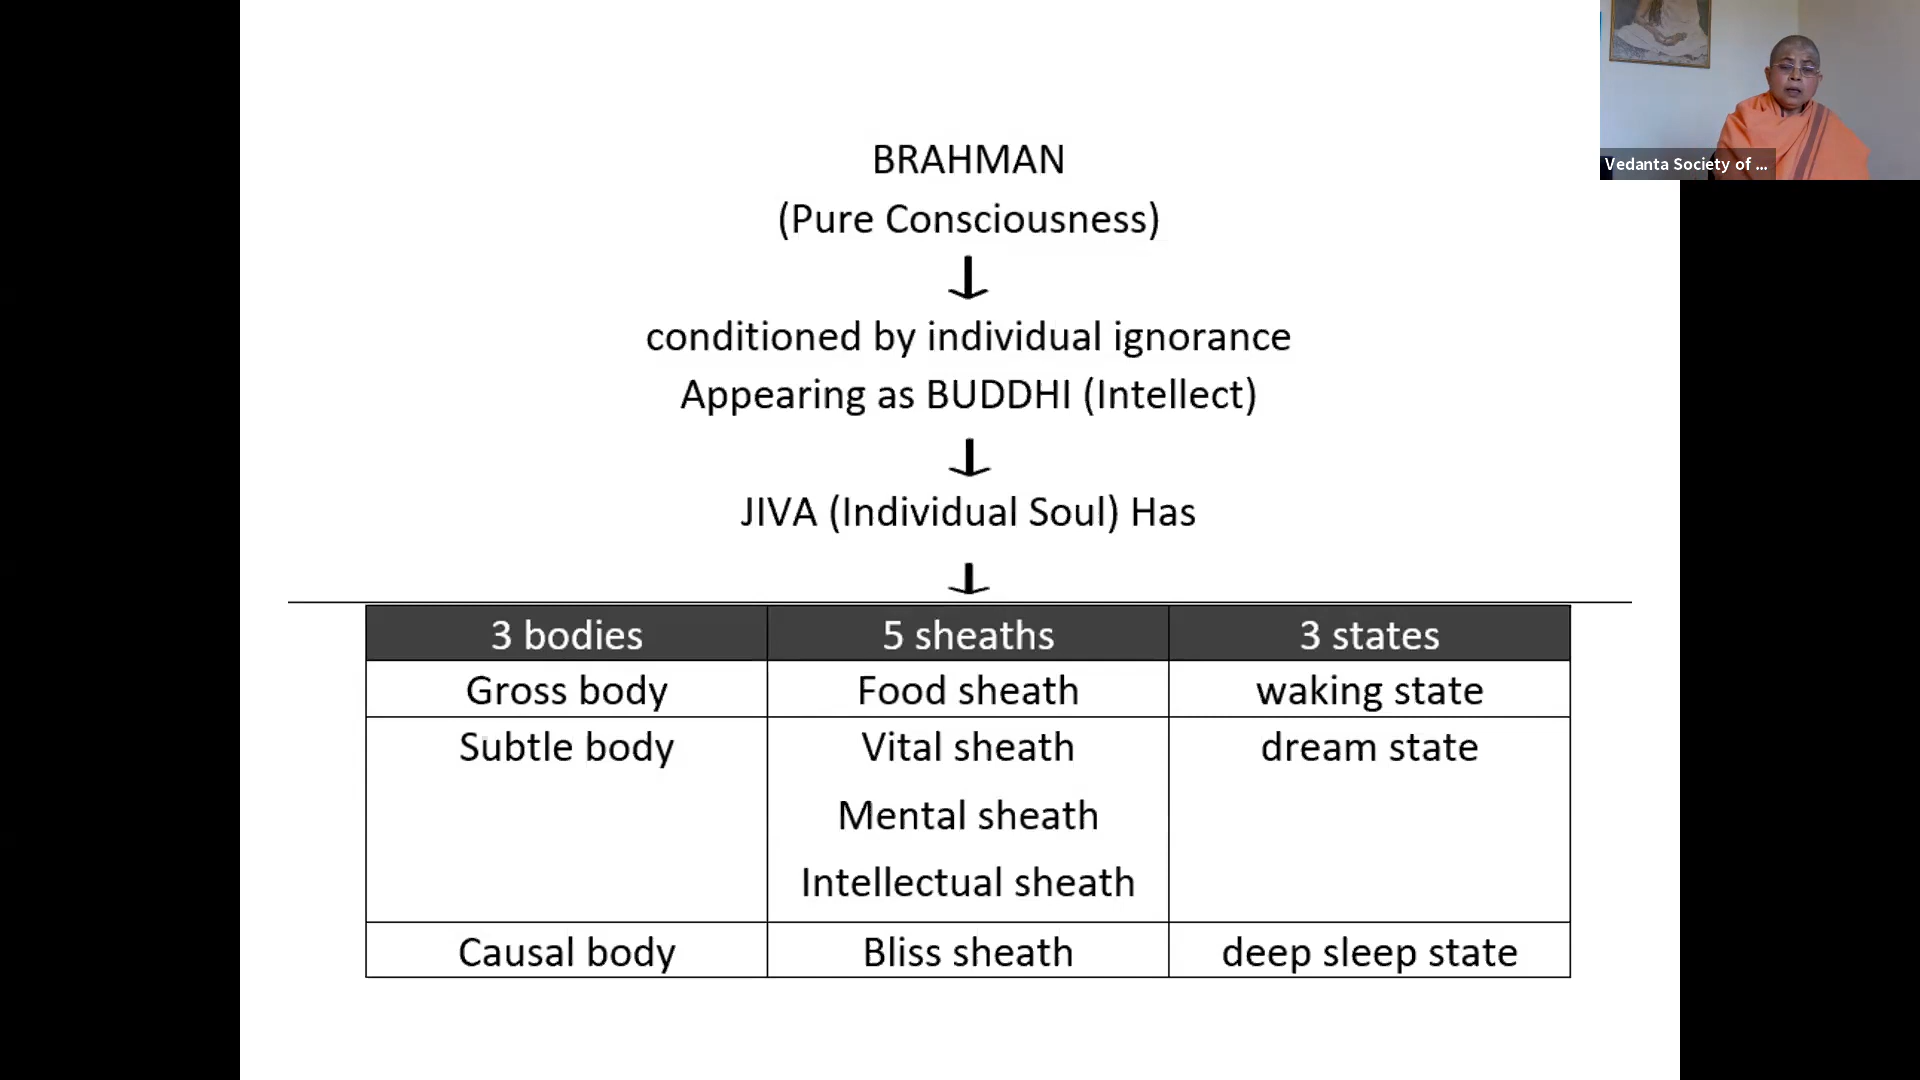 BRAHMAN
(Pure Consciousness)
conditioned by individual ignorance
Appearing as BUDDHI (Intellect)
JIVA (Individual Soul) Has
3 bodies 5 sheaths 3 states
Gross body Food sheath waking state
Subtle body Vital sheath dream state
Mental sheath
Intellectual sheath
Causal body Bliss sheath deep sleep state
Vedanta Society of ...